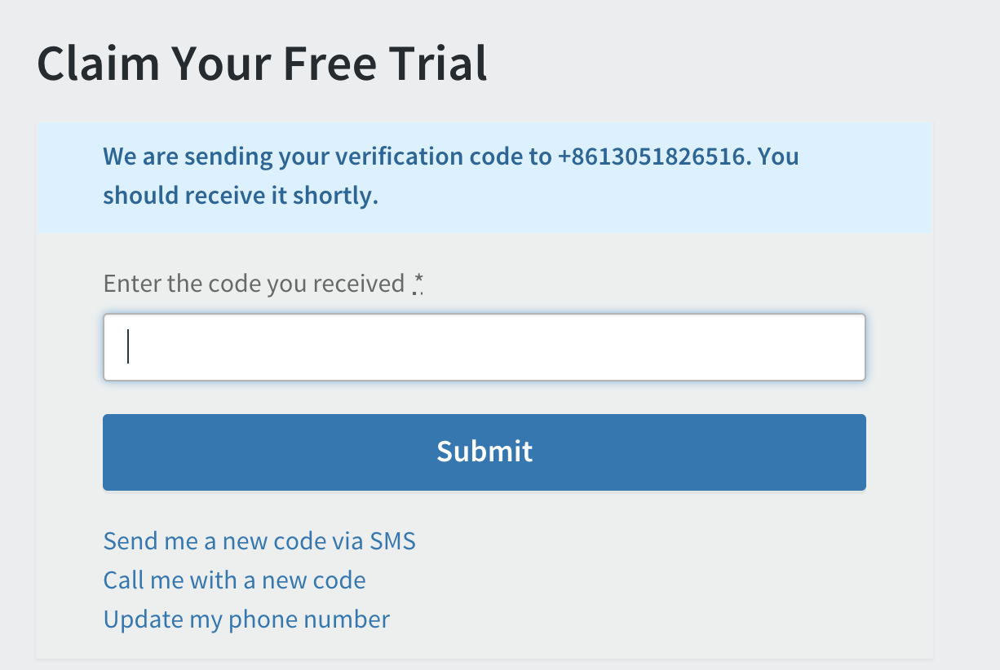 Claim Your Free Trial
We are sending your verification code to +8613051826516. You
should receive it shortly.
Enter the code you received *
Submit
Send me a new code via SMS
Call me with a new code
Update my phone number